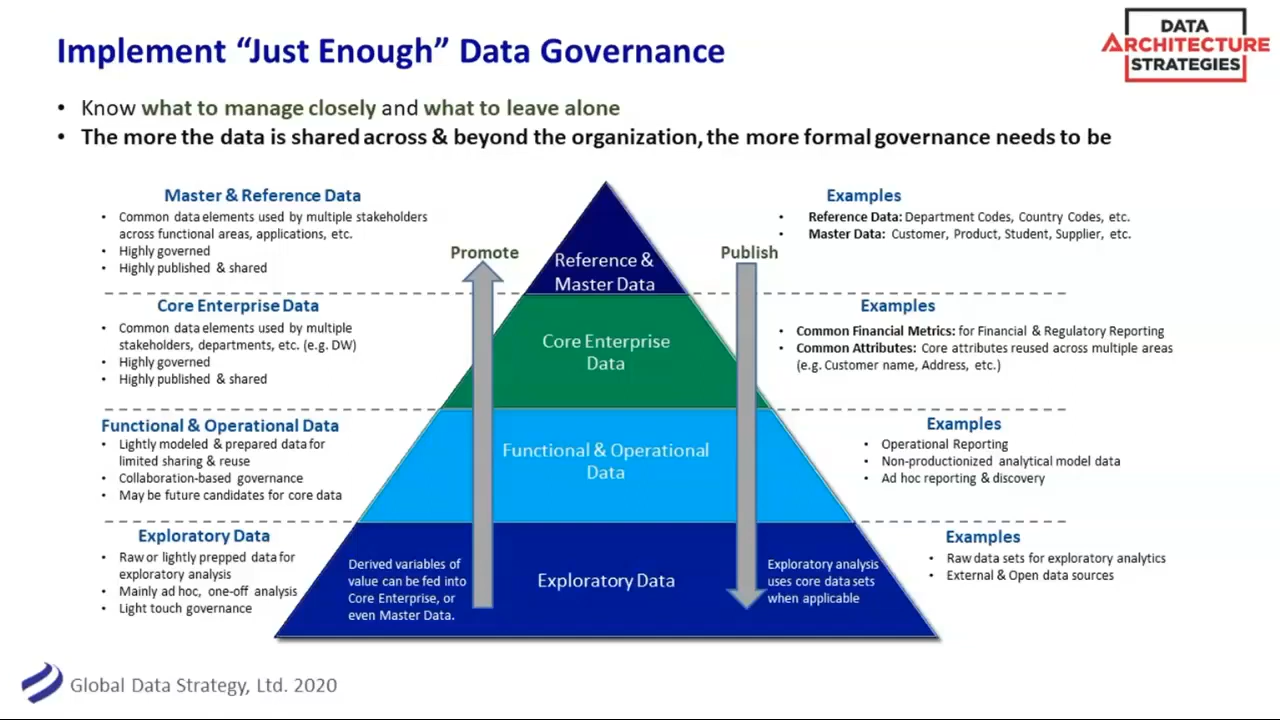 DATA
ARCHITECTURE
STRATEGIES
Implement “Just Enough” Data Governance
• Know what to manage closely and what to leave alone
• The more the data is shared across & beyond the organization, the more formal governance needs to be
Master & Reference Data
• Common data elements used by multiple stakeholders
across functional areas, applications, etc.
• Highly governed
• Highly published & shared
Core Enterprise Data
• Common data elements used by multiple
stakeholders, departments, etc. (e.g. DW)
• Highly governed
• Highly published & shared
Functional & Operational Data
• Lightly modeled & prepared data for
limited sharing & reuse
• Collaboration-based governance
• May be future candidates for core data
Exploratory Data
• Raw or lightly prepped data for
exploratory analysis
• Mainly ad hoc, one-off analysis
• Light touch governance
Promote
Publish
Reference &
Master Data
Core Enterprise
Data
Functional & Operational
Data
Derived variables of
value can be fed into
Core Enterprise, or
even Master Data.
Exploratory Data
Exploratory analysis
uses core data sets
when applicable
Examples
• Reference Data: Department Codes, Country Codes, etc.
• Master Data: Customer, Product, Student, Supplier, etc.
Examples
• Common Financial Metrics: for Financial & Regulatory Reporting
• Common Attributes: Core attributes reused across multiple areas
(e.g. Customer name, Address, etc.)
Examples
• Operational Reporting
• Non-productionized analytical model data
• Ad hoc reporting & discovery
Examples
• Raw data sets for exploratory analytics
• External & Open data sources
Global Data Strategy, Ltd. 2020